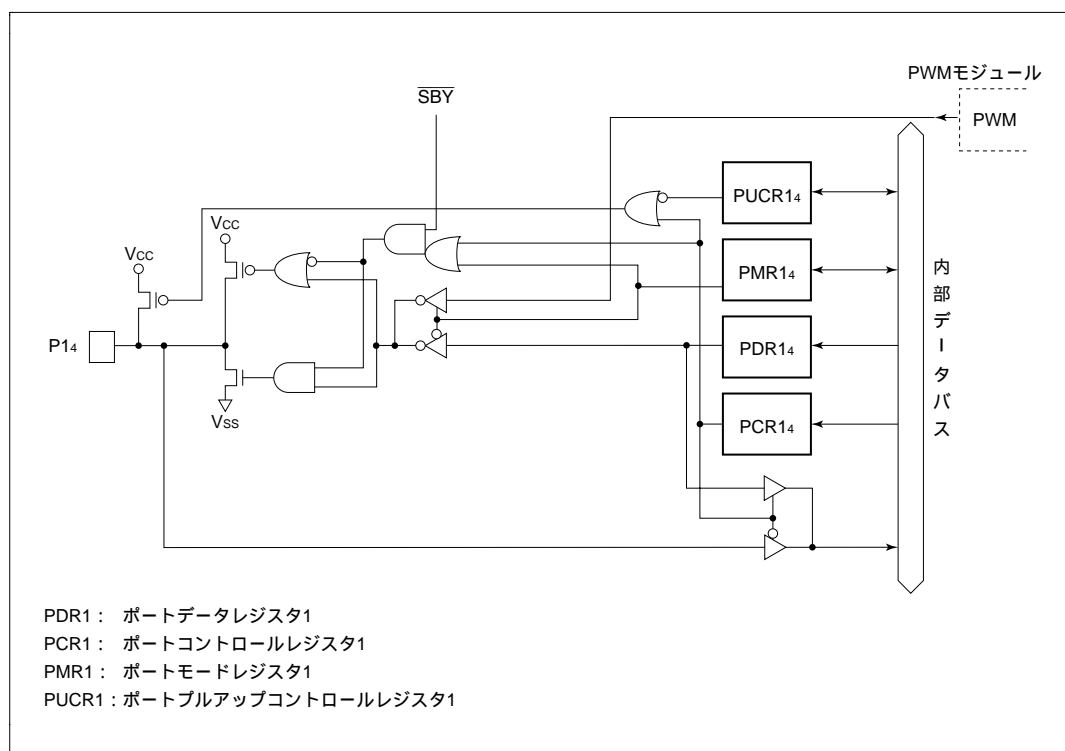 PWMモジュール
SBY
PWM
PUCR14
VCC
VCC
PMR14
内部データバス
PDR14
P14
VSS
PCR14
PDR1： ポートデータレジスタ1
PCR1： ポートコントロールレジスタ1
PMR1： ポートモードレジスタ1
PUCR1：ポートプルアップコントロールレジスタ1